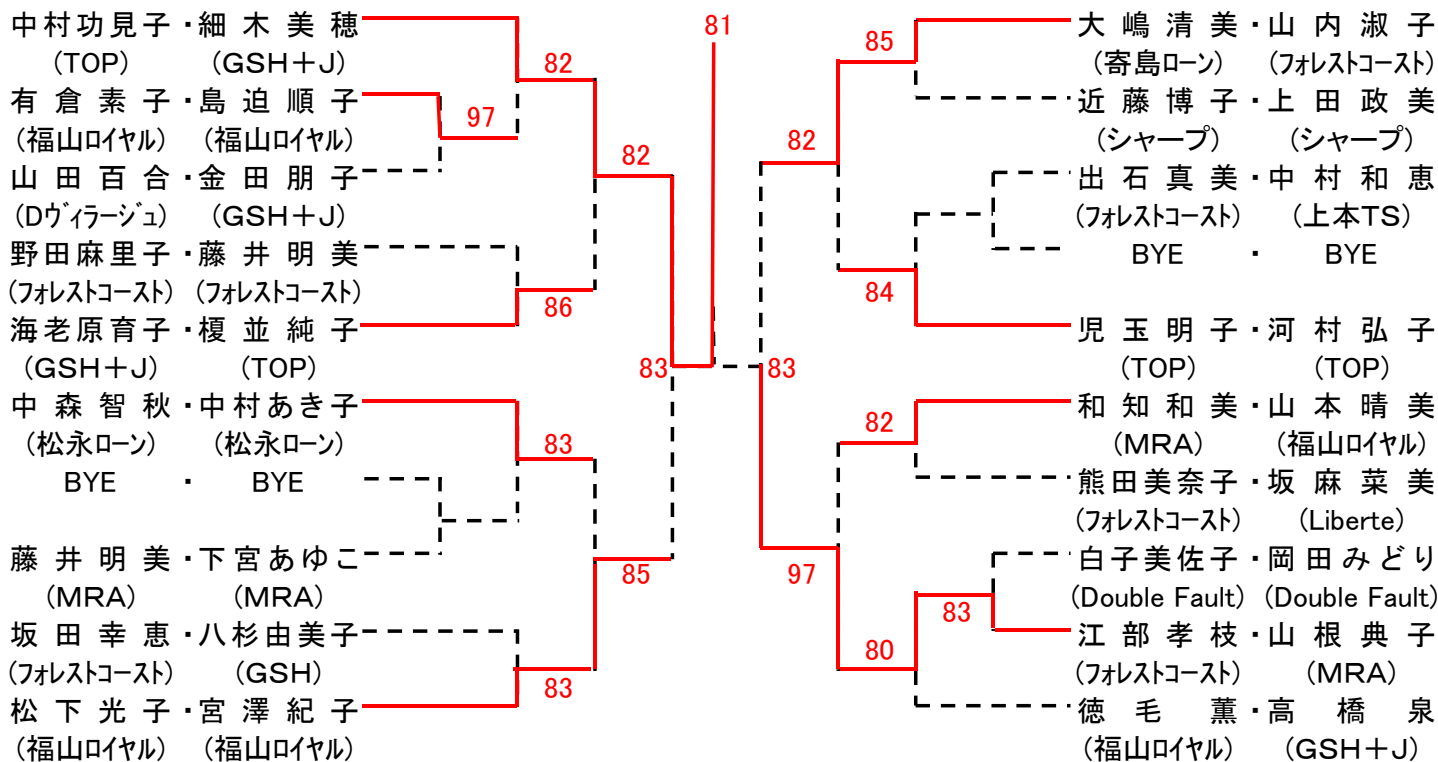 中村功見子・細木美穂
(TOP) (GSH+J)
82
有倉素子・島迫順子
(福山ロイヤル) (福山ロイヤル)
97
山田百合・金田朋子
(Dヴィラージュ) (GSH+J)
82
野田麻里子・藤井明美
(フォレストコースト) (フォレストコースト)
86
海老原育子・榎並純子
(GSH+J) (TOP)
83
中森智秋・中村あき子
(松永ローン) (松永ローン)
83
BYE ・ BYE
藤井明美・下宮あゆこ
(MRA) (MRA)
85
坂田幸恵・八杉由美子
(フォレストコースト) (GSH)
83
松下光子・宮澤紀子
(福山ロイヤル) (福山ロイヤル)
81
大嶋清美・山内淑子
(寄島ローン) (フォレストコースト)
85
近藤博子・上田政美
(シャープ) (シャープ)
82
出石真美・中村和恵
(フォレストコースト) (上本TS)
BYE ・ BYE
84
児玉明子・河村弘子
(TOP) (TOP)
83
和知和美・山本晴美
(MRA) (福山ロイヤル)
82
熊田美奈子・坂麻菜美
(フォレストコースト) (Liberte)
白子美佐子・岡田みどり
(Double Fault) (Double Fault)
97
83
江部孝枝・山根典子
(フォレストコースト) (MRA)
80
徳毛薫・高橋泉
(福山ロイヤル) (GSH+J)